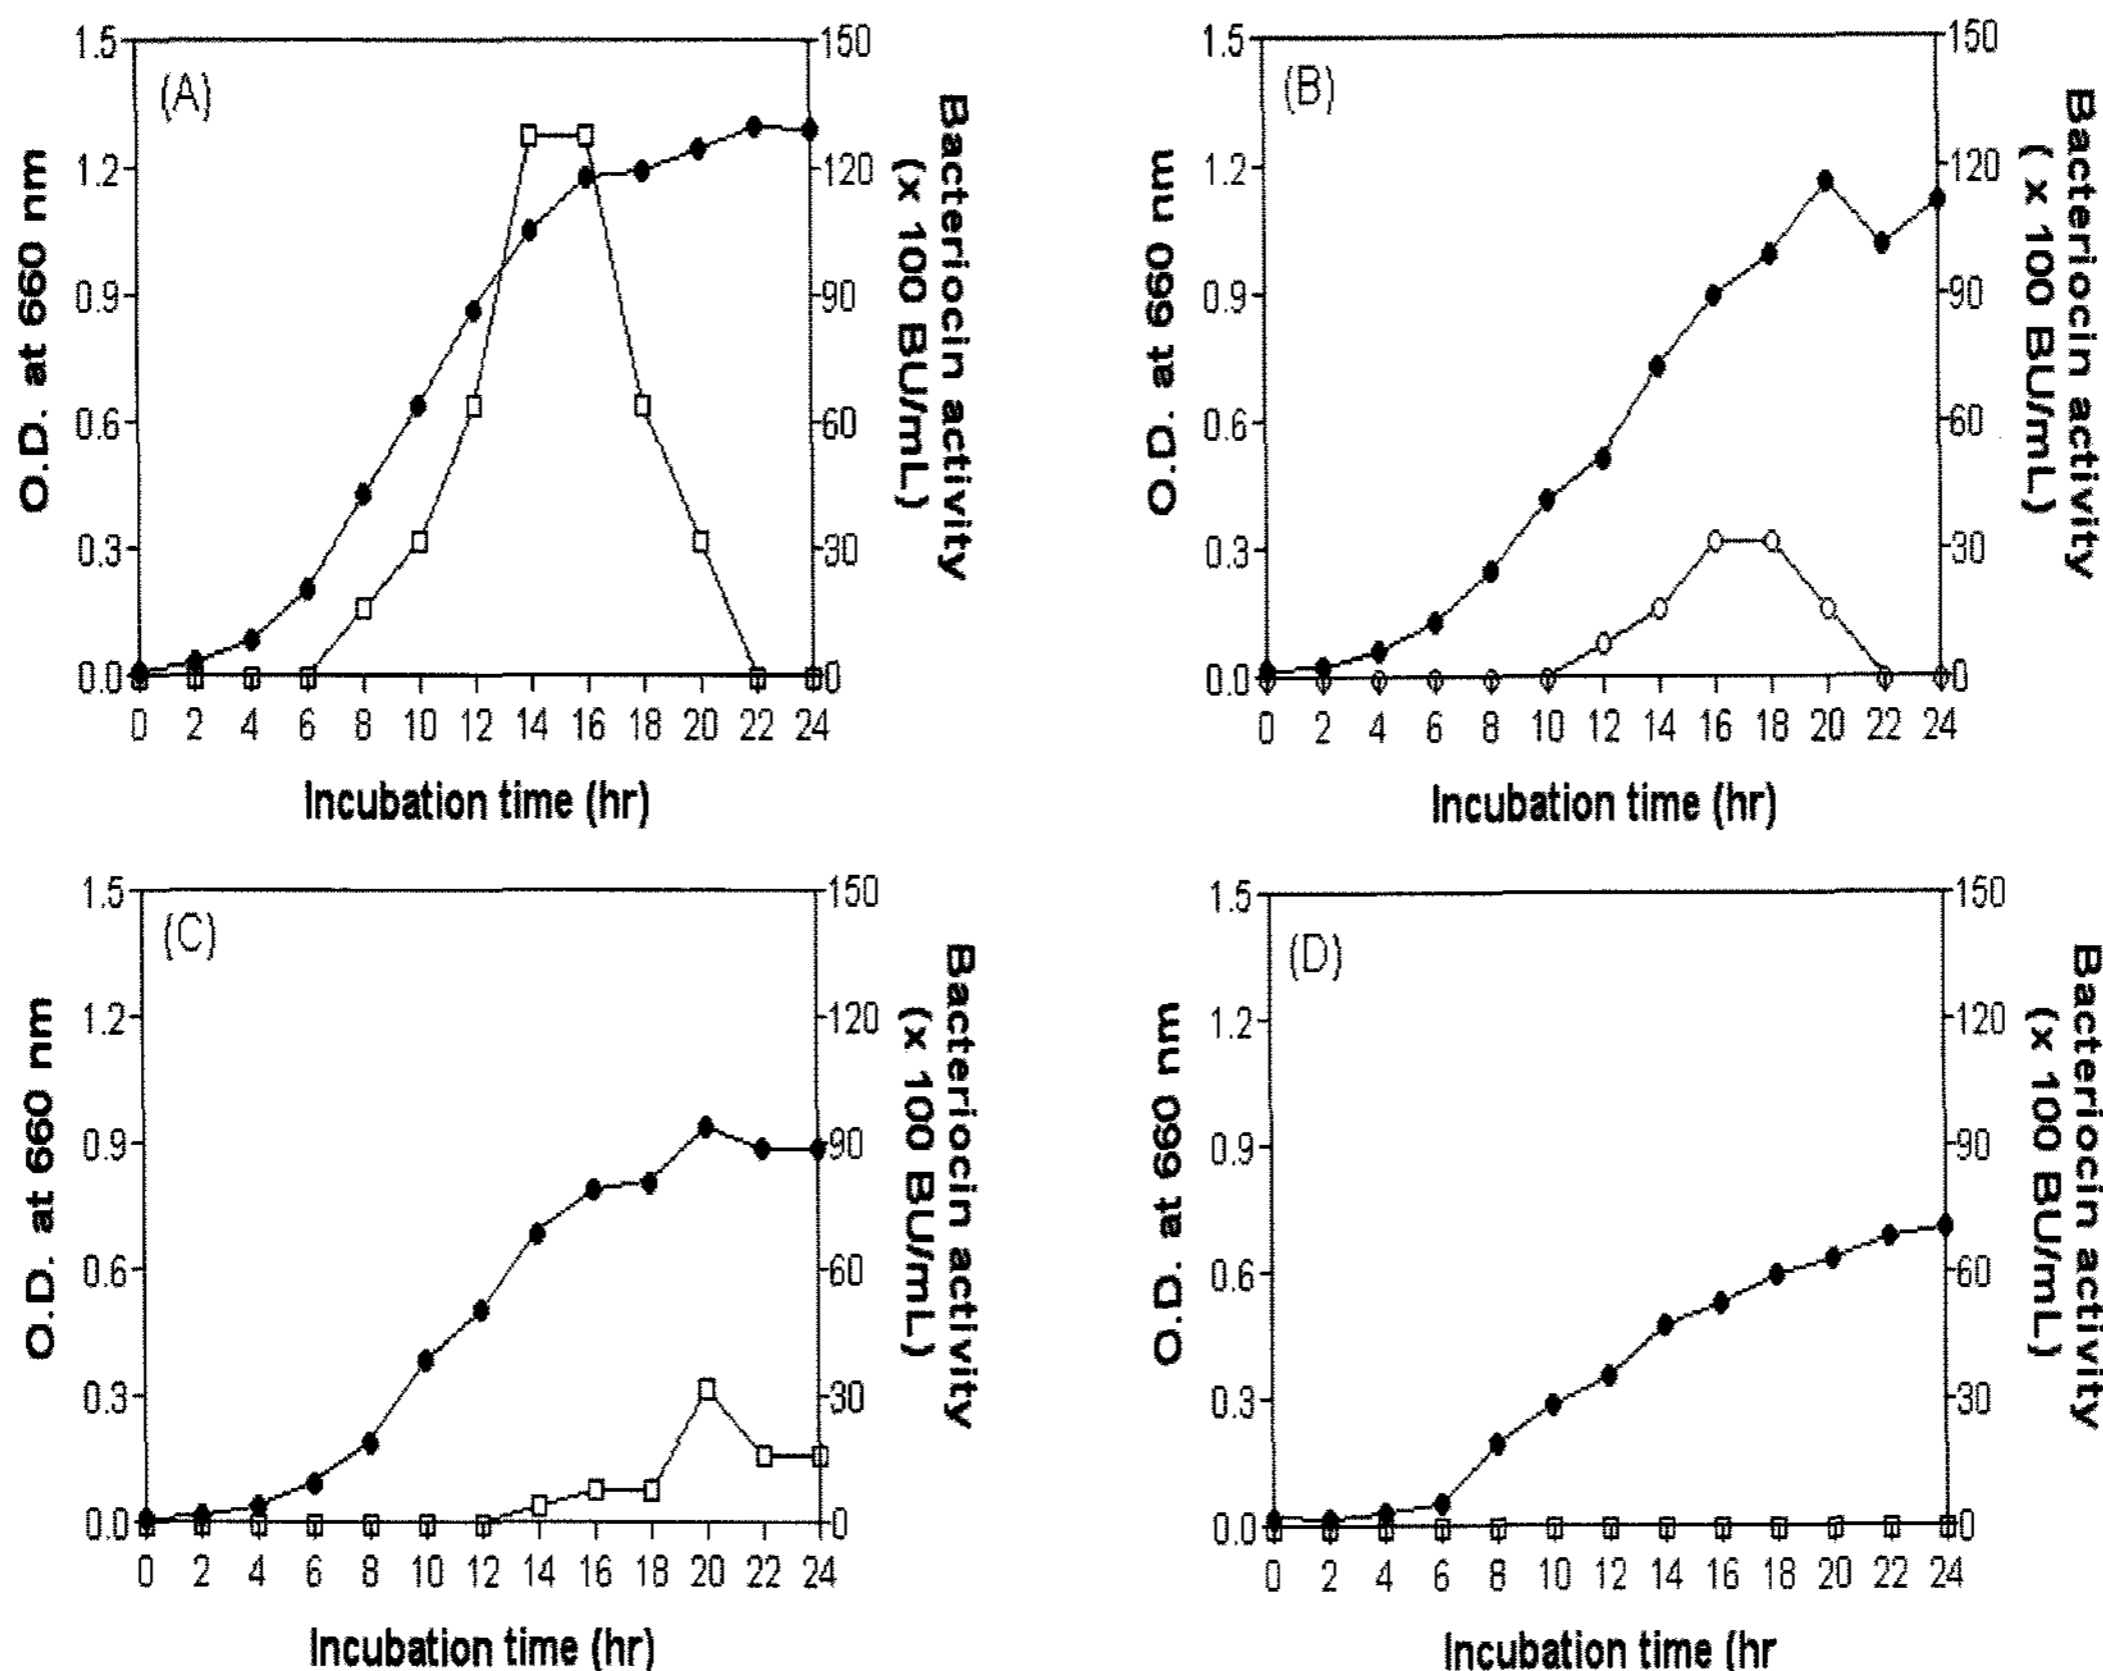 (A)
1.5
1.2
0.9
0.6
0.3
0.0
O.D. at 660 nm
150
120
90
60
30
0
Bacteriocin activity
(x 100 BU/mL)
0 2 4 6 8 10 12 14 16 18 20 22 24
Incubation time (hr)
(B)
1.5
1.2
0.9
0.6
0.3
0.0
O.D. at 660 nm
150
120
90
60
30
0
Bacteriocin activity
( x 100 BU/mL)
0 2 4 6 8 10 12 14 16 18 20 22 24
Incubation time (hr)
(C)
1.5
1.2
0.9
0.6
0.3
0.0
O.D. at 660 nm
150
120
90
60
30
0
Bacteriocin activity
(x 100 BU/mL)
0 2 4 6 8 10 12 14 16 18 20 22 24
Incubation time (hr)
(D)
1.5
1.2
0.9
0.6
0.3
0.0
O.D. at 660 nm
150
120
90
60
30
0
Bacteriocin activity
(x 100 BU/mL)
0 2 4 6 8 10 12 14 16 18 20 22 24
Incubation time (hr